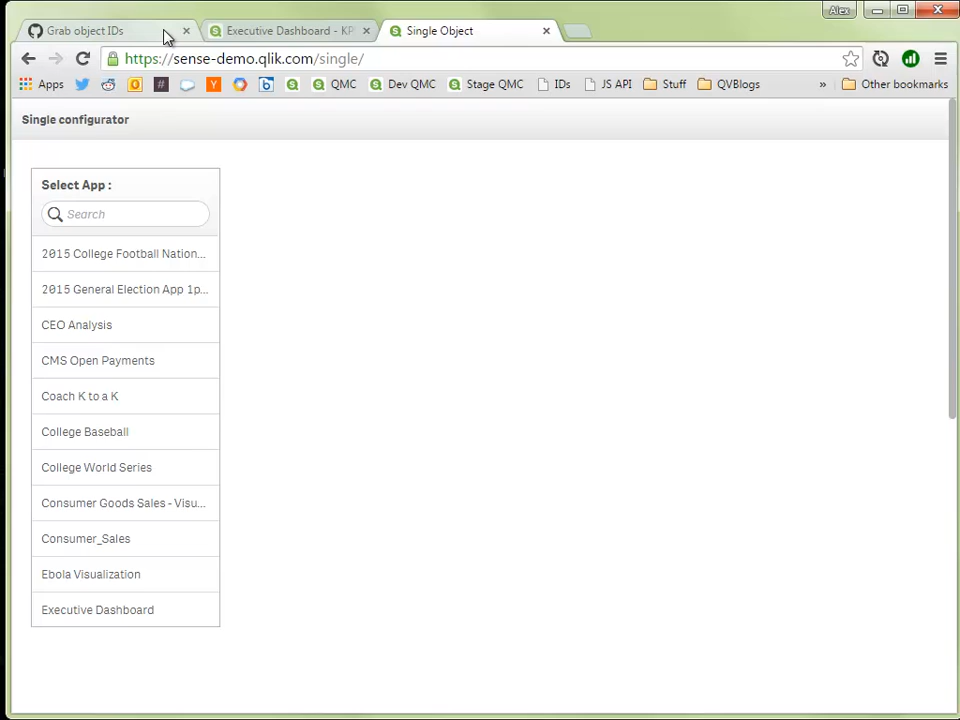 Alex
Grab object IDs
Executive Dashboard - KP
Single Object
https://sense-demo.qlik.com/single/
Apps
#
Y
b
QMC
Dev QMC
Stage QMC
IDs
JS API
Stuff
QVBlogs
»
Other bookmarks
Single configurator
Select App :
Search
2015 College Football Nation...
2015 General Election App 1p...
CEO Analysis
CMS Open Payments
Coach K to a K
College Baseball
College World Series
Consumer Goods Sales - Visu...
Consumer_Sales
Ebola Visualization
Executive Dashboard